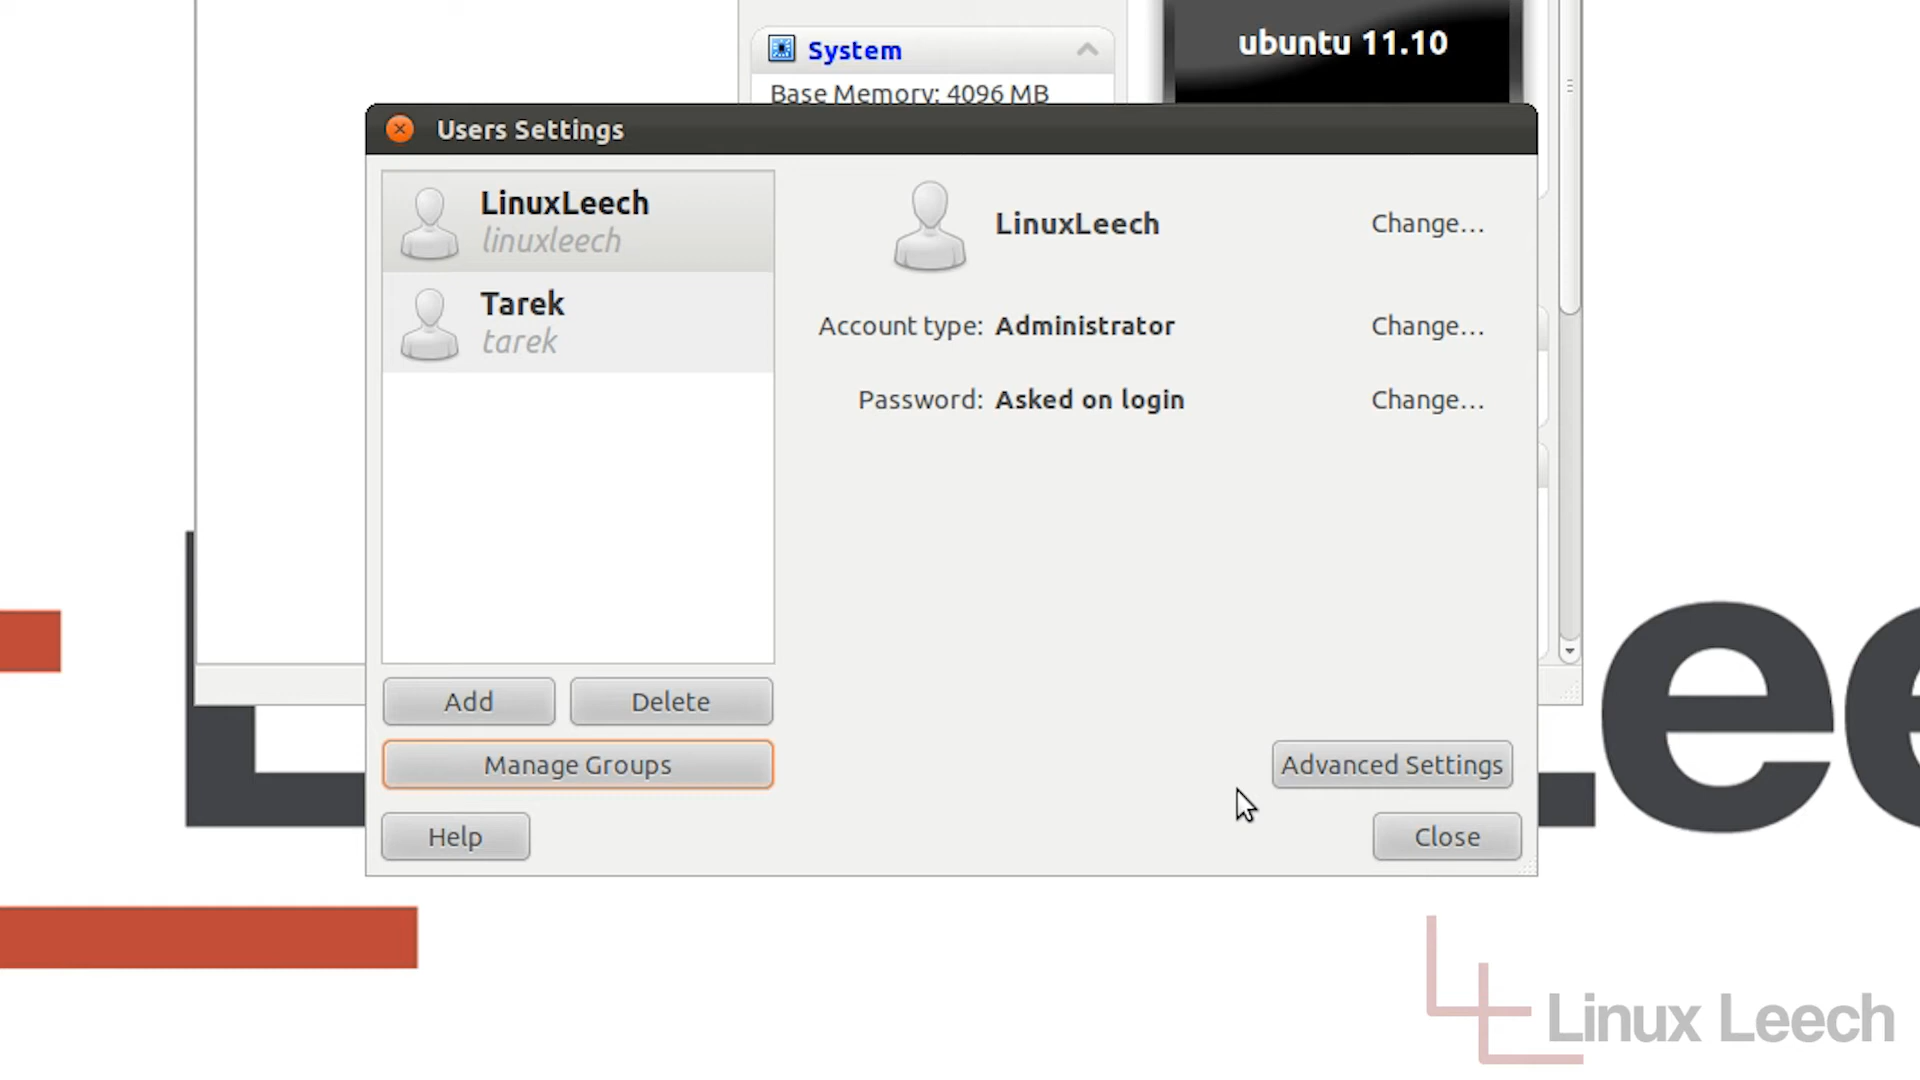 System
ubuntu 11.10
Base Memory: 4096 MB
Users Settings
LinuxLeech
linuxleech
Tarek
tarek
LinuxLeech Change...
Account type: Administrator Change...
Password: Asked on login Change...
Add Delete
Manage Groups
Advanced Settings
Help
Close
Linux Leech